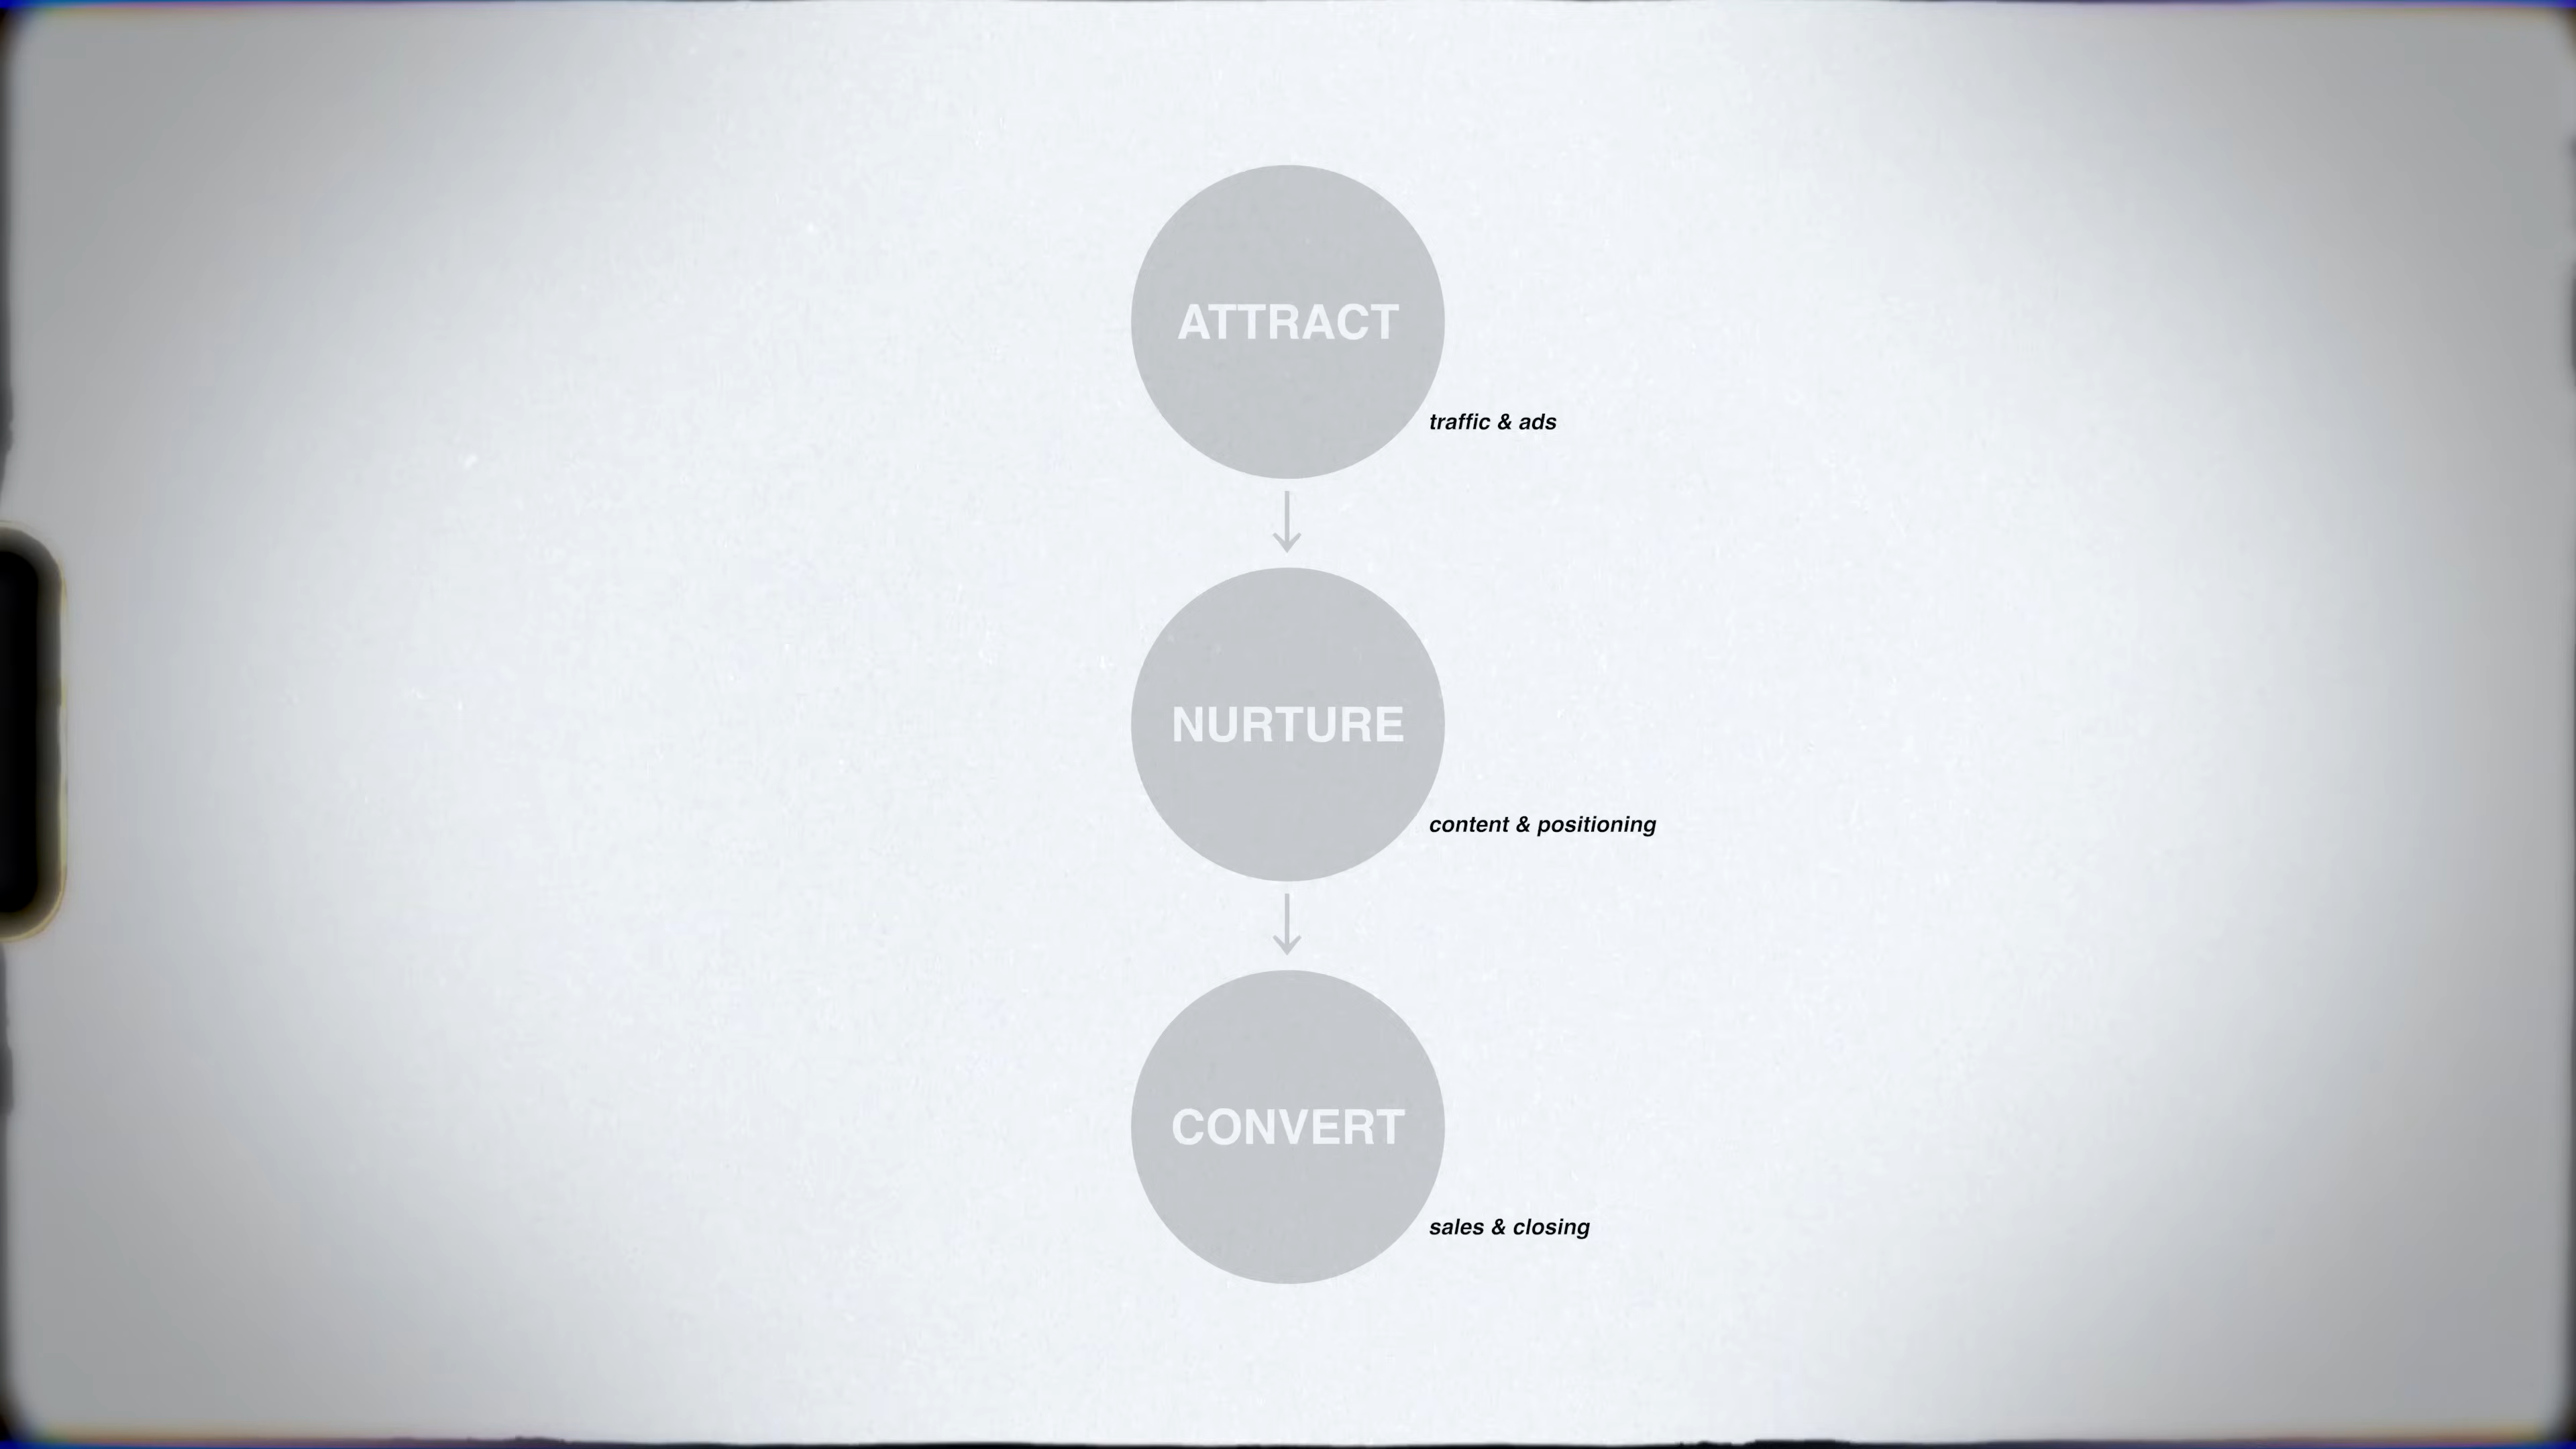 ATTRACT
traffic & ads
NURTURE
content & positioning
CONVERT
sales & closing